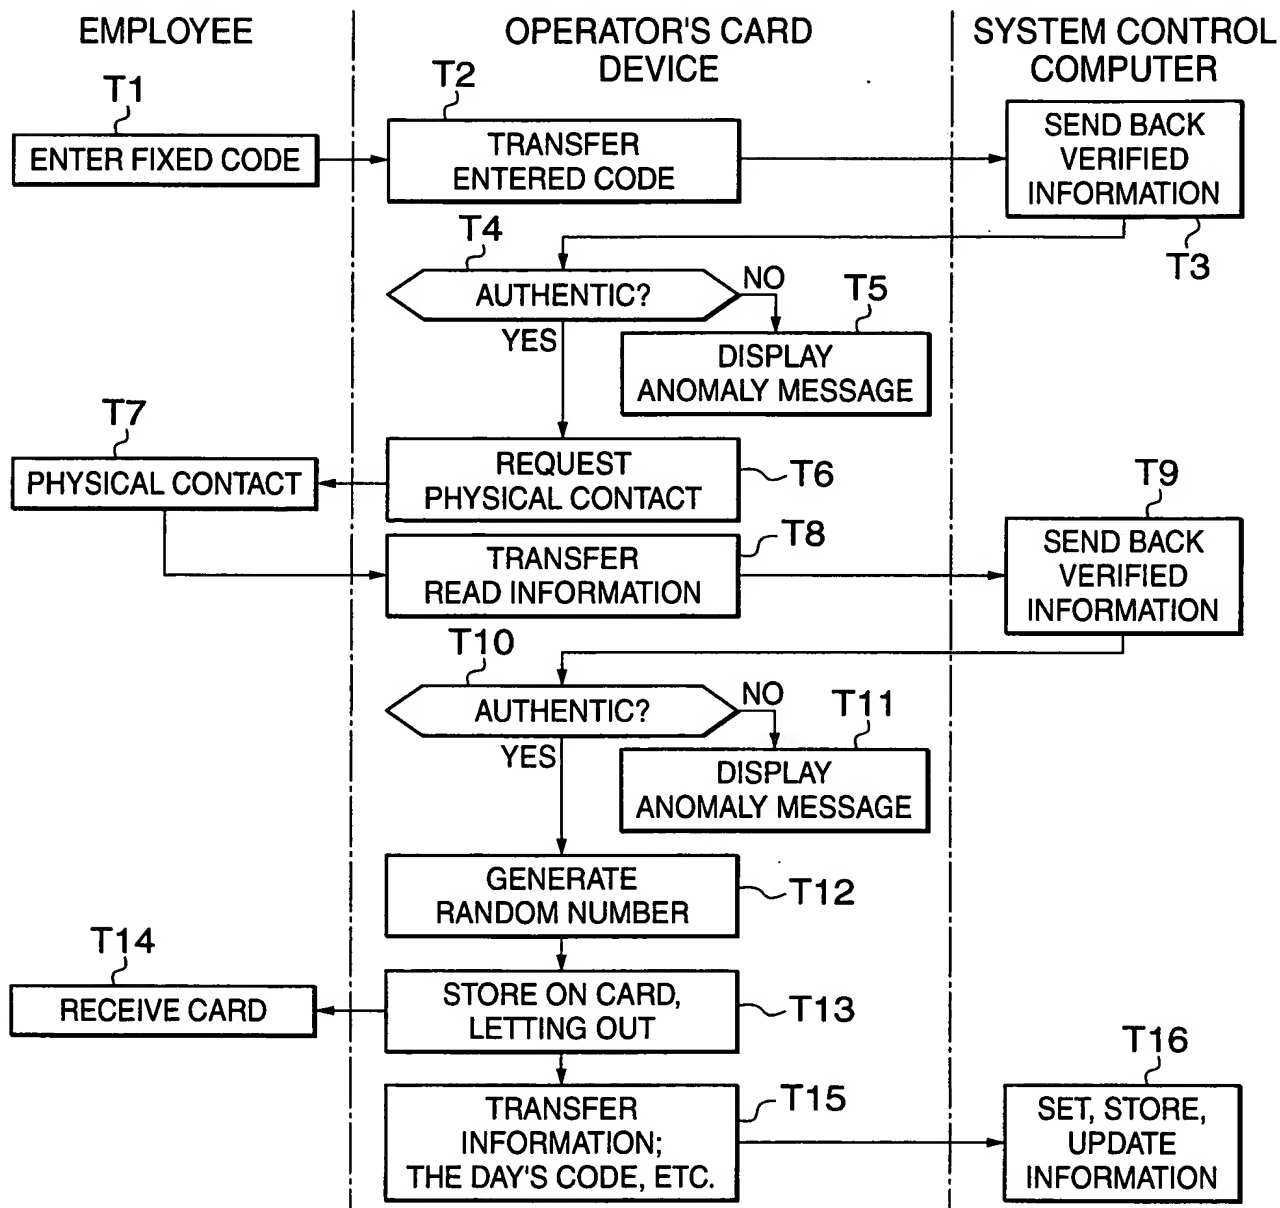 EMPLOYEE
OPERATOR'S CARD
DEVICE
SYSTEM CONTROL
COMPUTER
T1
ENTER FIXED CODE
T2
TRANSFER
ENTERED CODE
SEND BACK
VERIFIED
INFORMATION
T3
T4
AUTHENTIC?
NO
YES
T5
DISPLAY
ANOMALY MESSAGE
T7
PHYSICAL CONTACT
REQUEST
PHYSICAL CONTACT
T6
TRANSFER
READ INFORMATION
T8
T9
SEND BACK
VERIFIED
INFORMATION
T10
AUTHENTIC?
NO
YES
T11
DISPLAY
ANOMALY MESSAGE
GENERATE
RANDOM NUMBER
T12
T14
RECEIVE CARD
STORE ON CARD,
LETTING OUT
T13
TRANSFER
INFORMATION;
THE DAY'S CODE, ETC.
T15
T16
SET, STORE,
UPDATE
INFORMATION